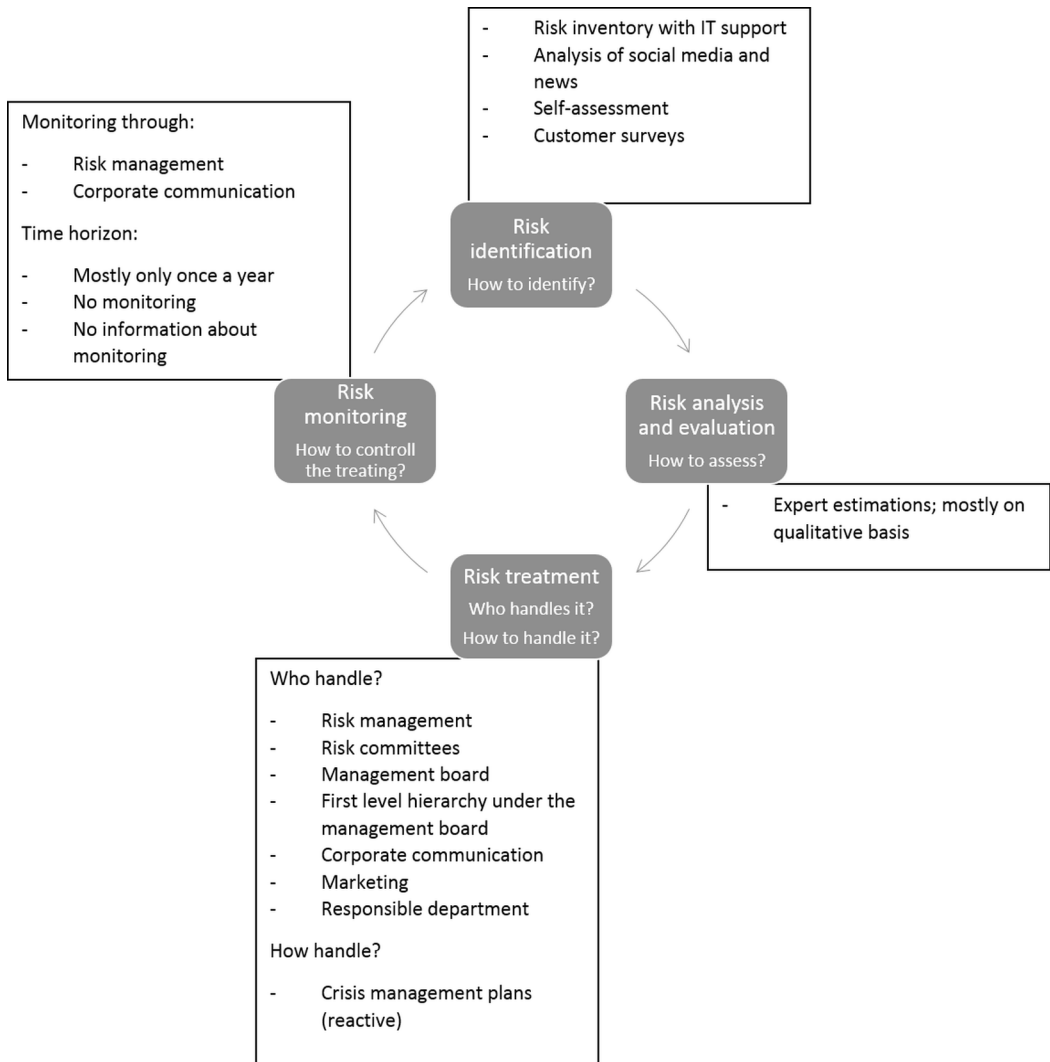 - Risk inventory with IT support
- Analysis of social media and
news
- Self-assessment
- Customer surveys
Monitoring through:
- Risk management
- Corporate communication
Time horizon:
- Mostly only once a year
- No monitoring
- No information about
monitoring
Risk
identification
How to identify?
Risk
monitoring
How to controll
the treating?
Risk analysis
and evaluation
How to assess?
- Expert estimations; mostly on
qualitative basis
Risk treatment
Who handles it?
How to handle it?
Who handle?
- Risk management
- Risk committees
- Management board
- First level hierarchy under the
management board
- Corporate communication
- Marketing
- Responsible department
How handle?
- Crisis management plans
(reactive)